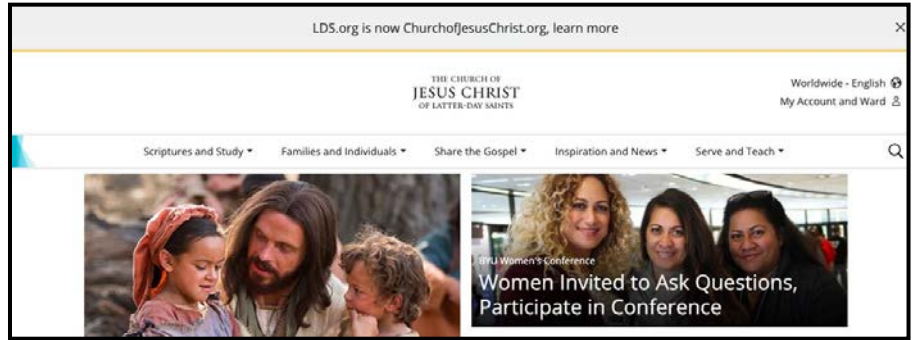 LDS.org is now ChurchofJesusChrist.org, learn more
THE CHURCH OF
JESUS CHRIST
OF LATTER-DAY SAINTS
Worldwide - English
My Account and Ward
Scriptures and Study Families and Individuals Share the Gospel Inspiration and News Serve and Teach
BYU Women's Conference
Women Invited to Ask Questions,
Participate in Conference